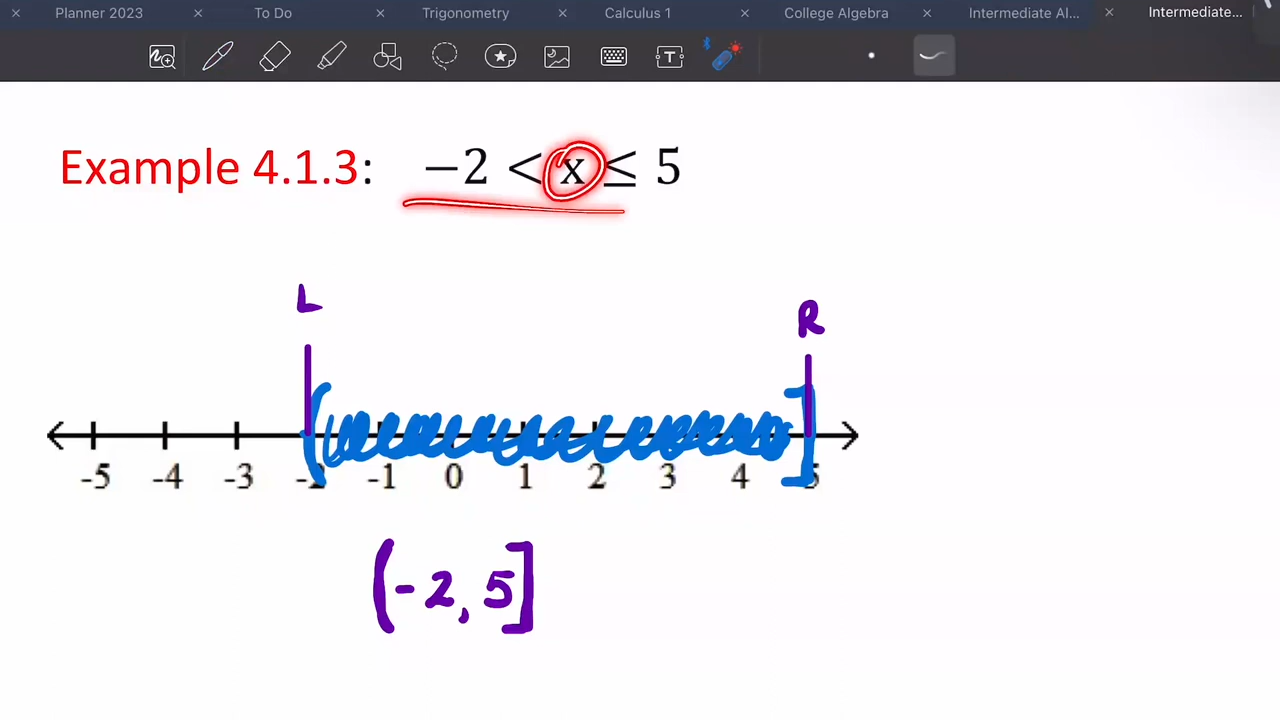 Planner 2023 To Do Trigonometry Calculus 1 College Algebra Intermediate Al... Intermediate...
Example 4.1.3: −2 < x ≤ 5
L
R
-5 -4 -3 -2 -1 0 1 2 3 4 5
(-2, 5]